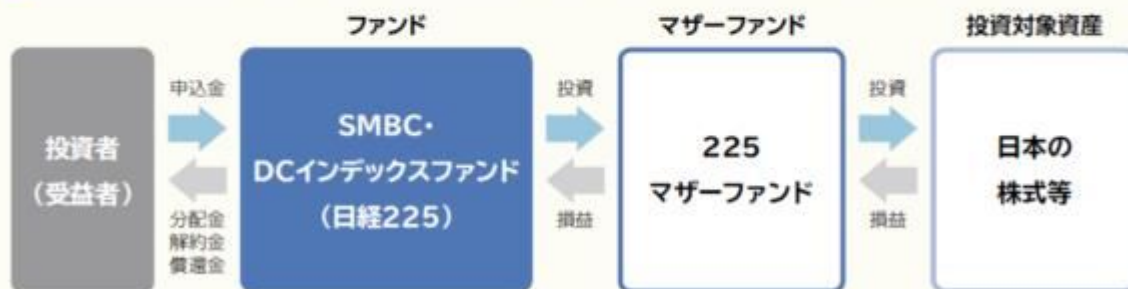 ファンド
マザーファンド
投資対象資産
投資者
（受益者）
申込金
分配金
解約金
償還金
SMBC・
DCインデックスファンド
（日経225）
投資
損益
225
マザーファンド
投資
損益
日本の
株式等